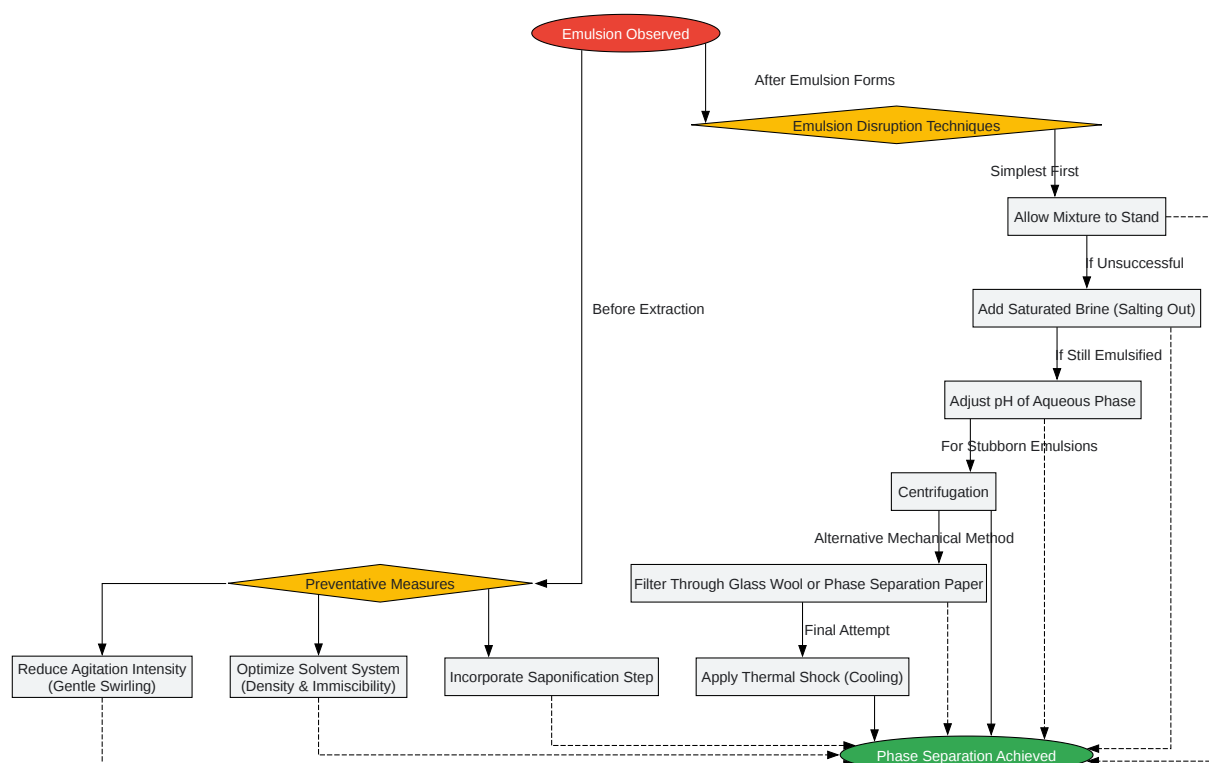 Emulsion Observed
After Emulsion Forms
Emulsion Disruption Techniques
Simplest First
Allow Mixture to Stand
If Unsuccessful
Before Extraction
Add Saturated Brine (Salting Out)
If Still Emulsified
Adjust pH of Aqueous Phase
For Stubborn Emulsions
Centrifugation
Alternative Mechanical Method
Preventative Measures
Filter Through Glass Wool or Phase Separation Paper
Final Attempt
Reduce Agitation Intensity
(Gentle Swirling)
Optimize Solvent System
(Density & Immiscibility)
Incorporate Saponification Step
Apply Thermal Shock (Cooling)
Phase Separation Achieved